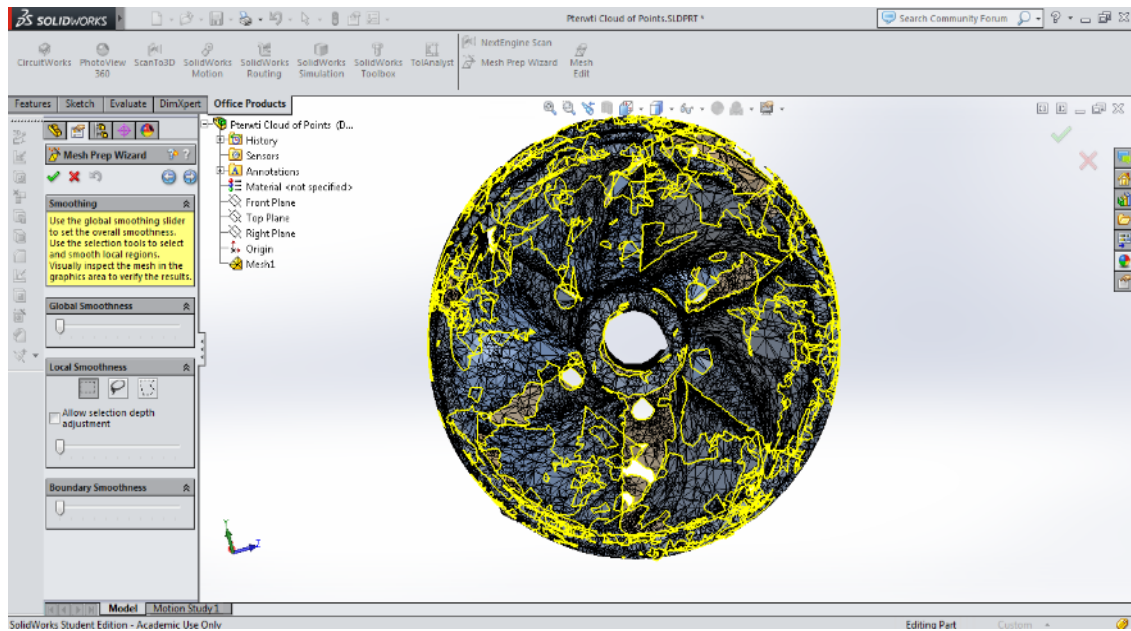 SOLIDWORKS
Pterwti Cloud of Points.SLDPRT *
Search Community Forum
CircuitWorks
PhotoView
360
ScanTo3D
SolidWorks
Motion
SolidWorks
Routing
SolidWorks
Simulation
SolidWorks
Toolbox
TolAnalyst
NextEngine Scan
Mesh Prep Wizard
Mesh
Edit
Features Sketch Evaluate DimXpert Office Products
Mesh Prep Wizard
Smoothing
Use the global smoothing slider
to set the overall smoothness.
Use the selection tools to select
and smooth local regions.
Visually inspect the mesh in the
graphics area to verify the results.
Global Smoothness
Local Smoothness
Allow selection depth
adjustment
Boundary Smoothness
Pterwti Cloud of Points (D...
History
Sensors
Annotations
Material <not specified>
Front Plane
Top Plane
Right Plane
Origin
Mesh1
Y
Z
Model Motion Study 1
SolidWorks Student Edition - Academic Use Only
Editing Part
Custom